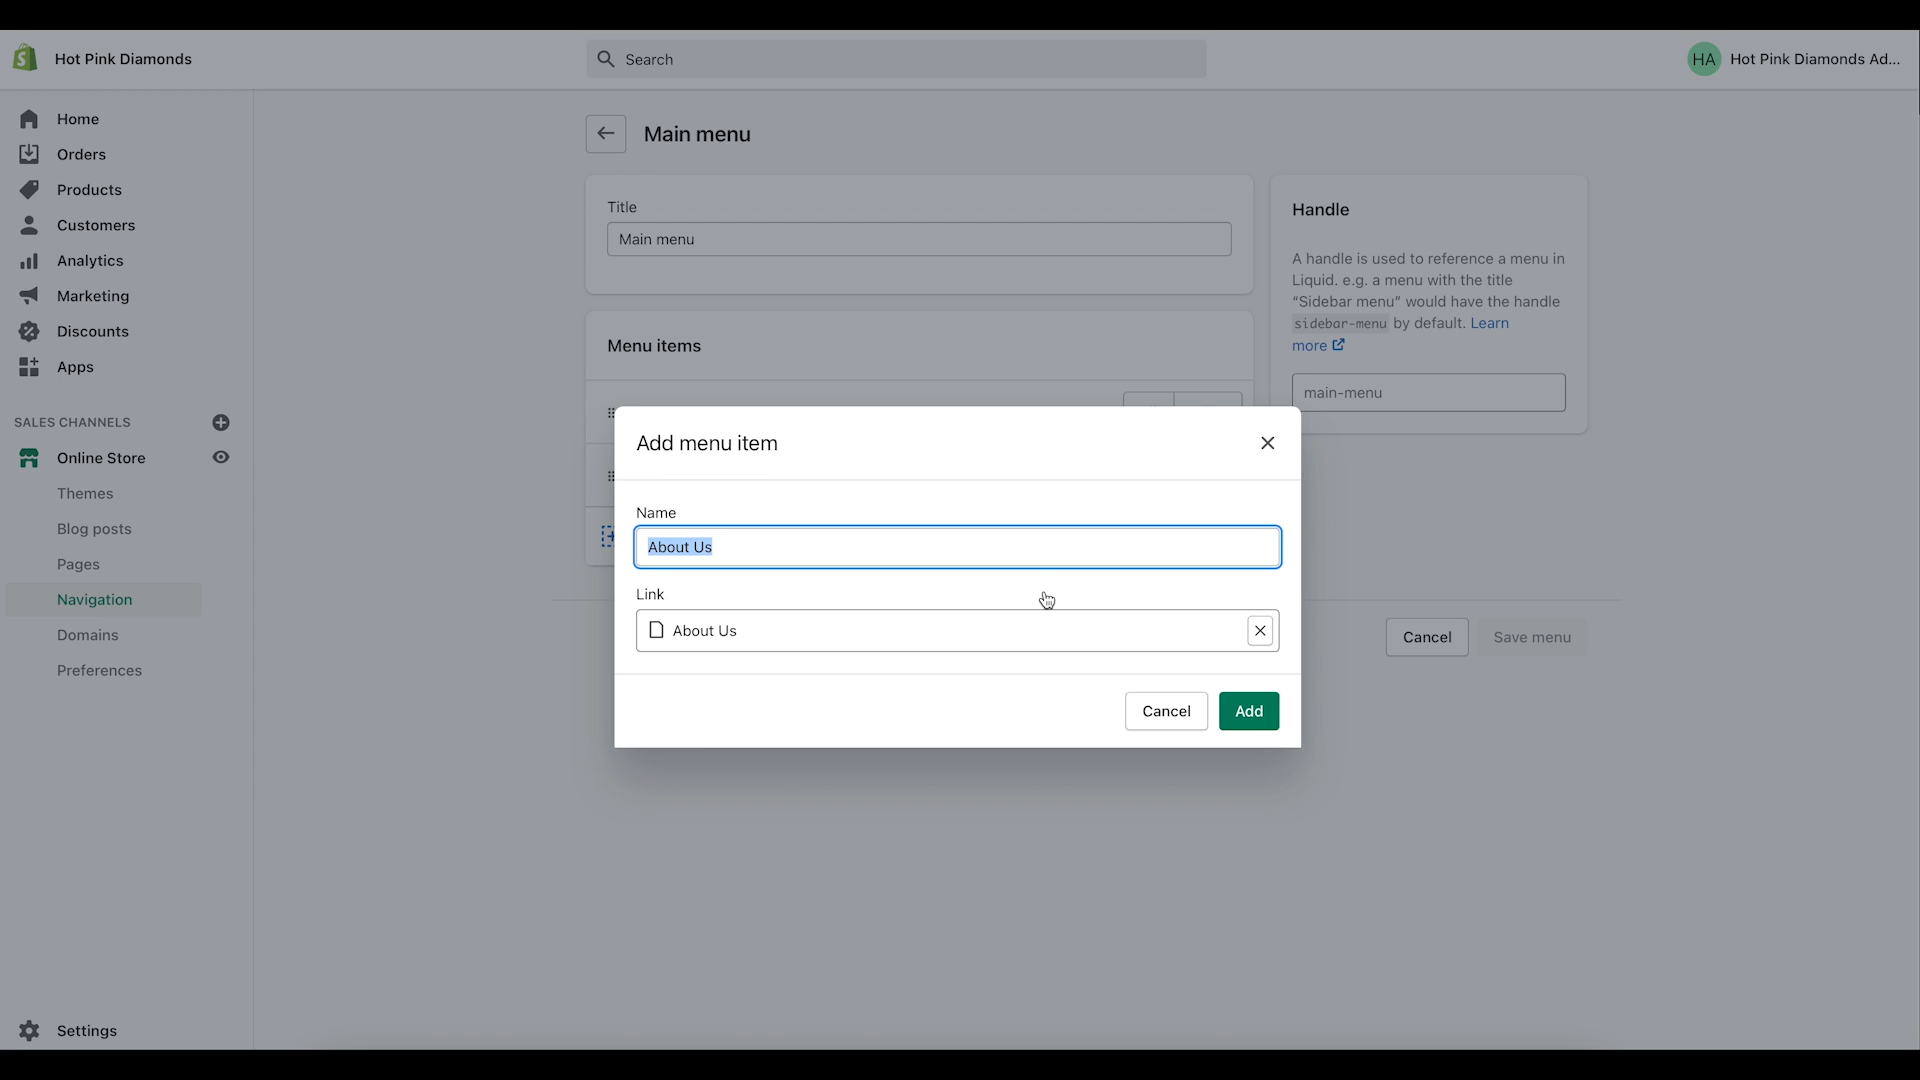 Hot Pink Diamonds
Search
HA
Hot Pink Diamonds Ad...
Home
Orders
Products
Customers
Analytics
Marketing
Discounts
Apps
SALES CHANNELS
Online Store
Themes
Blog posts
Pages
Navigation
Domains
Preferences
Settings
Main menu
Title
Main menu
Menu items
Handle
A handle is used to reference a menu in
Liquid. e.g. a menu with the title
“Sidebar menu” would have the handle
sidebar-menu by default. Learn
more
main-menu
Add menu item
Name
About Us
Link
About Us
Cancel
Add
Cancel
Save menu